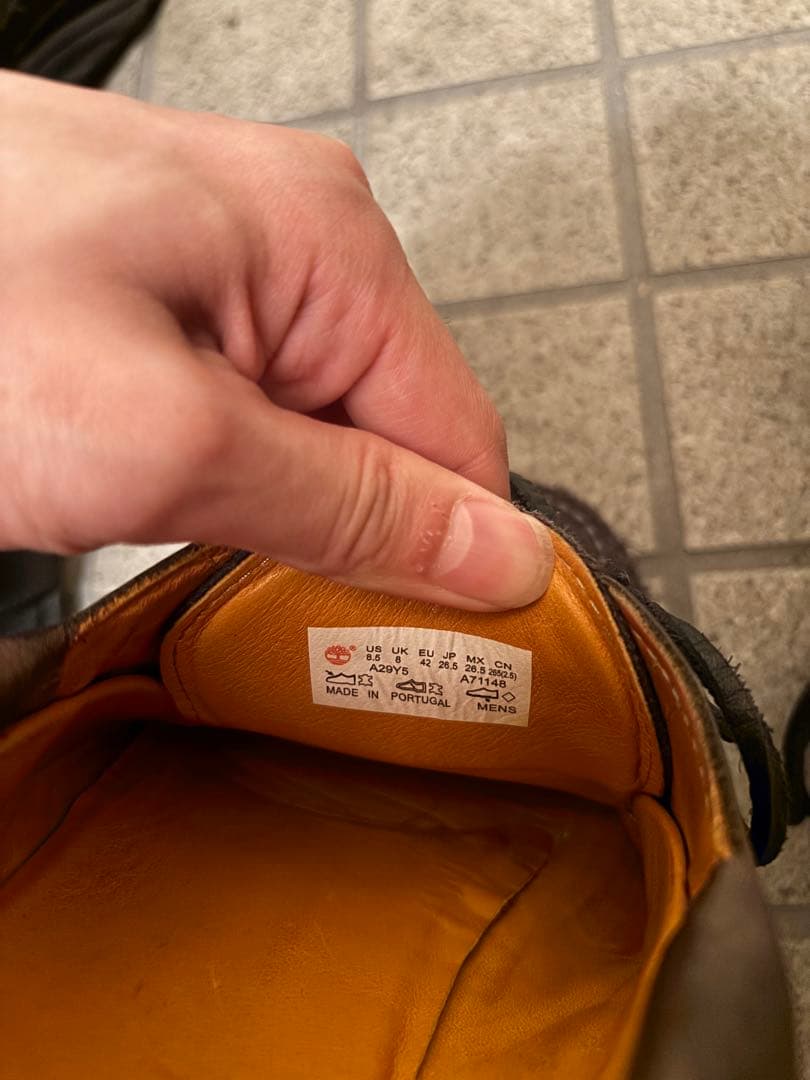 US UK EU JP MX CN
8.5 8 42 26.5 26.5 265(2.5)
A29Y5 A71148
MADE IN PORTUGAL MENS